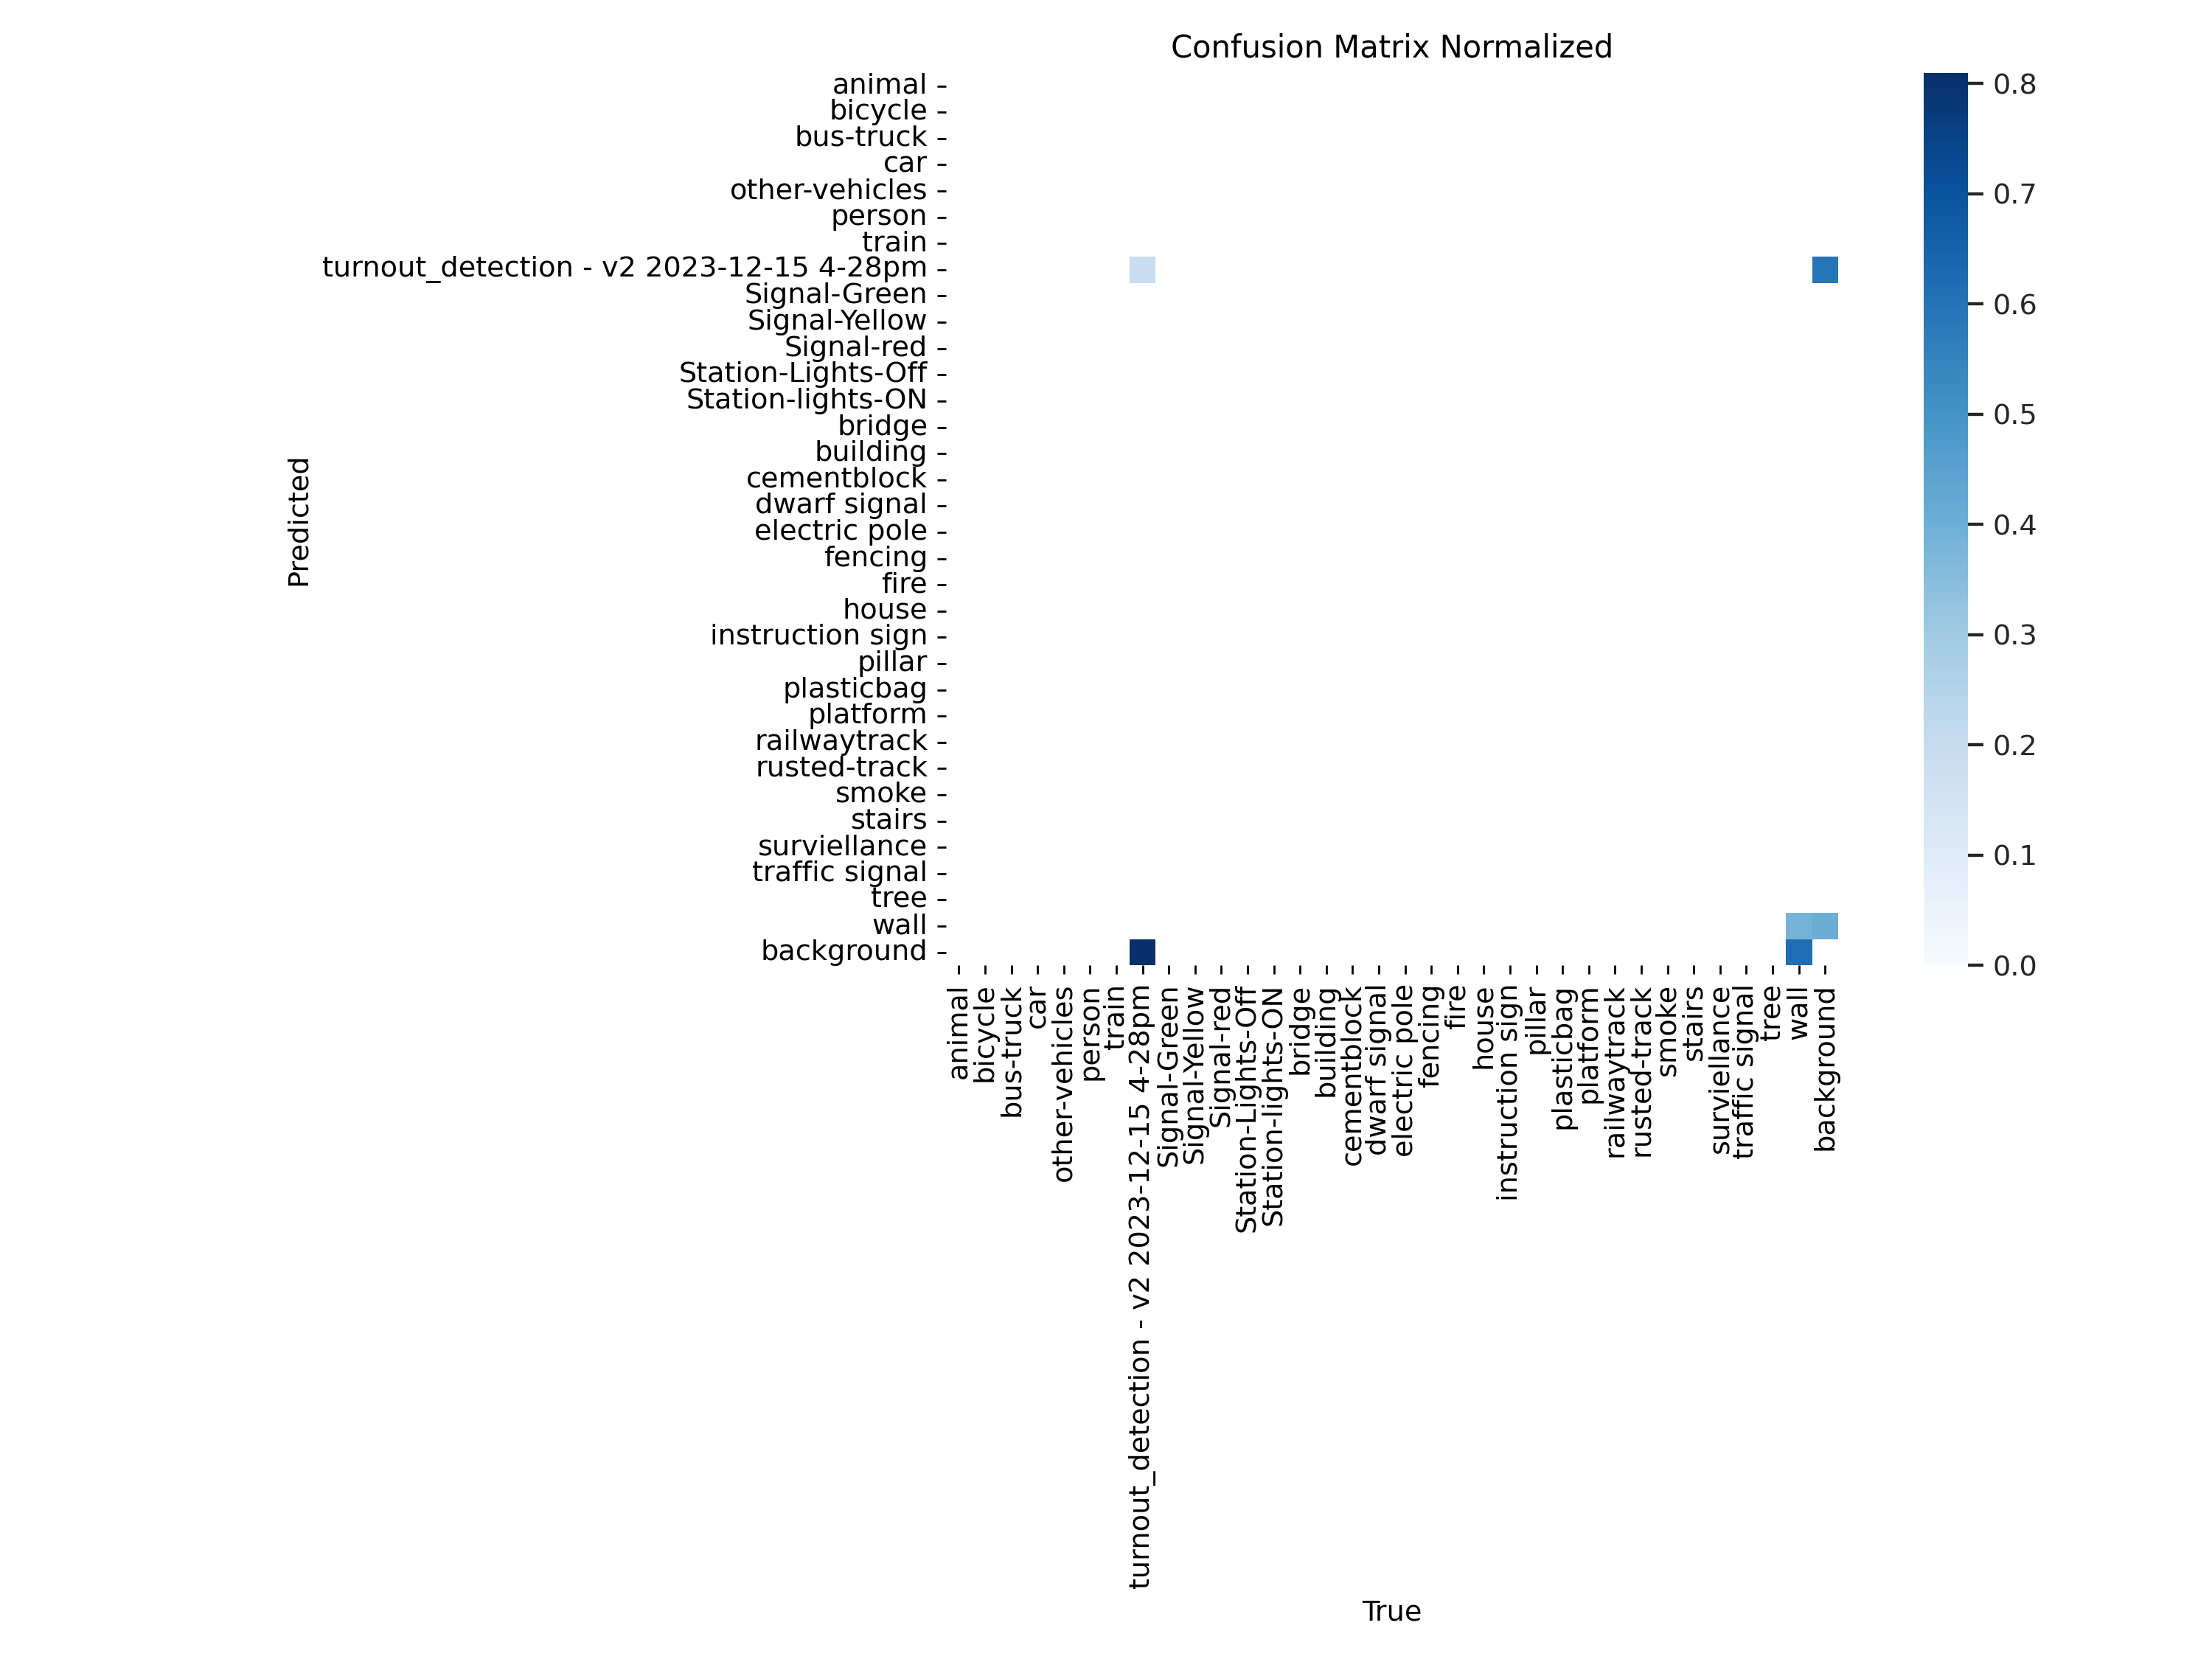 Confusion Matrix Normalized
animal
bicycle
bus-truck
car
other-vehicles
person
train
turnout_detection - v2 2023-12-15 4-28pm
Signal-Green
Signal-Yellow
Signal-red
Station-Lights-Off
Station-lights-ON
bridge
building
cementblock
dwarf signal
electric pole
fencing
fire
house
instruction sign
pillar
plasticbag
platform
railwaytrack
rusted-track
smoke
stairs
surviellance
traffic signal
tree
wall
background
Predicted
animal
bicycle
bus-truck
car
other-vehicles
person
train
turnout_detection - v2 2023-12-15 4-28pm
Signal-Green
Signal-Yellow
Signal-red
Station-Lights-Off
Station-lights-ON
bridge
building
cementblock
dwarf signal
electric pole
fencing
fire
house
instruction sign
pillar
plasticbag
platform
railwaytrack
rusted-track
smoke
stairs
surviellance
traffic signal
tree
wall
background
True
0.8
0.7
0.6
0.5
0.4
0.3
0.2
0.1
0.0